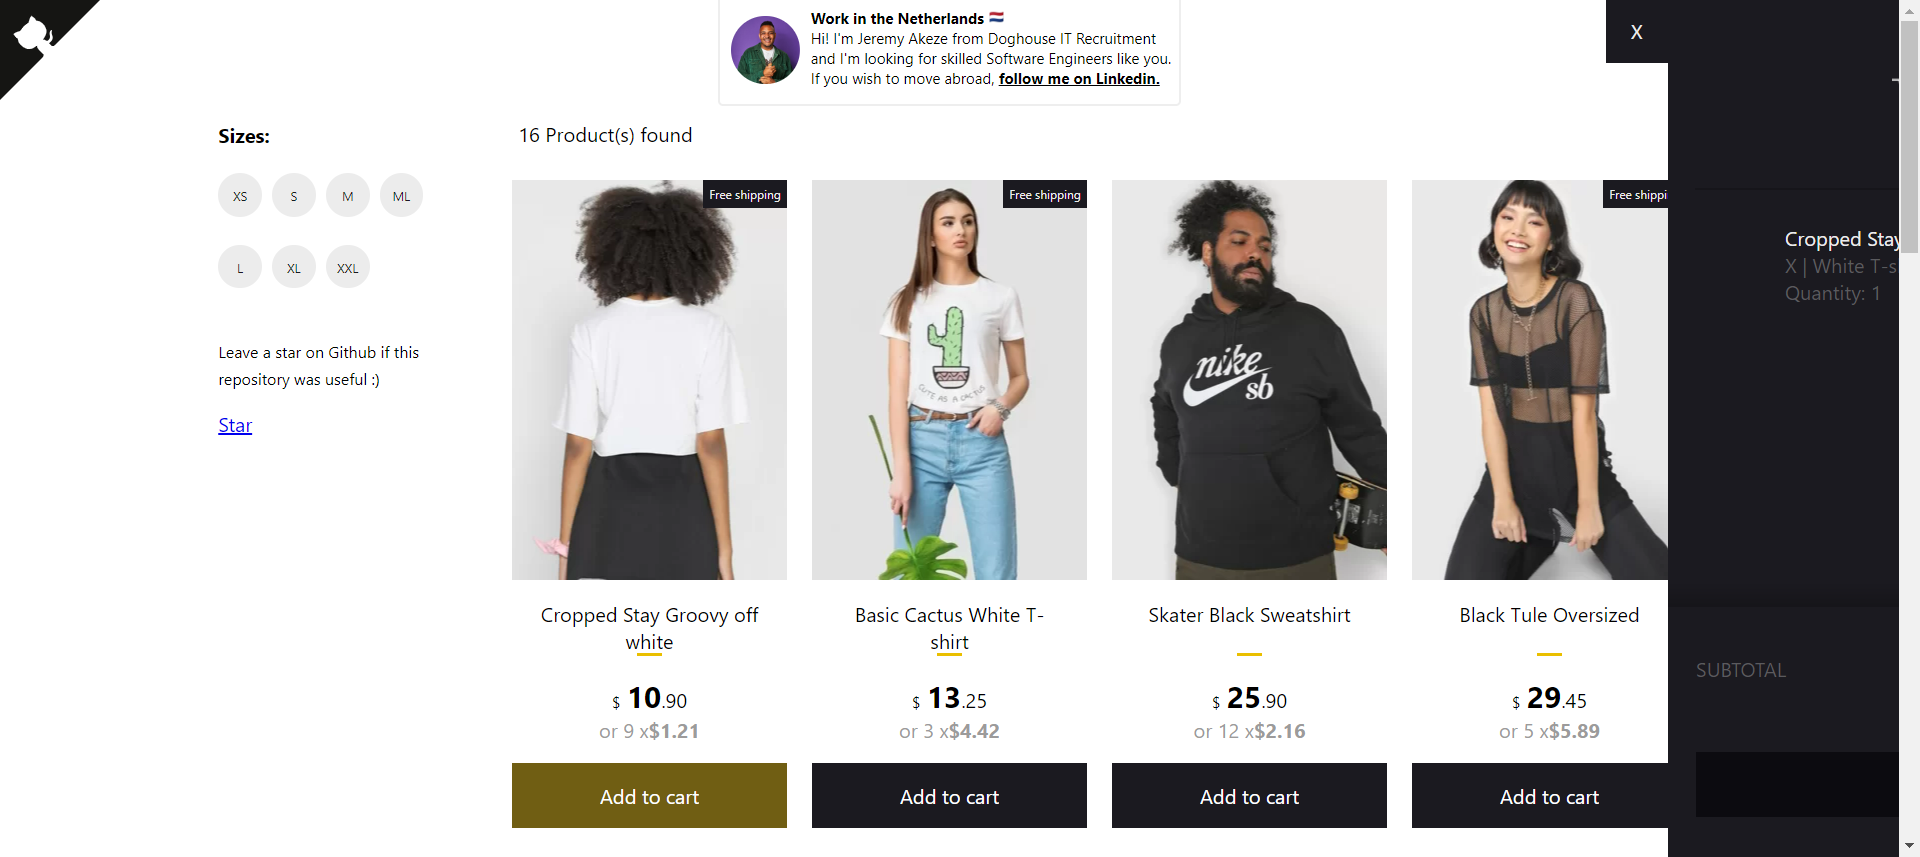 Work in the Netherlands 🇳🇱
Hi! I'm Jeremy Akeze from Doghouse IT Recruitment
and I'm looking for skilled Software Engineers like you.
If you wish to move abroad, follow me on Linkedin.
X
Sizes:
XS
S
M
ML
L
XL
XXL
Leave a star on Github if this
repository was useful :)
Star
16 Product(s) found
Free shipping
Cropped Stay Groovy off
white
$ 10.90
or 9 x$1.21
Add to cart
Free shipping
CUTE AS A CACTUS
Basic Cactus White T-
shirt
$ 13.25
or 3 x$4.42
Add to cart
nike
sb
Skater Black Sweatshirt
$ 25.90
or 12 x$2.16
Add to cart
Free shippi
Black Tule Oversized
$ 29.45
or 5 x$5.89
Add to cart
Cropped Stay
X | White T-s
Quantity: 1
SUBTOTAL